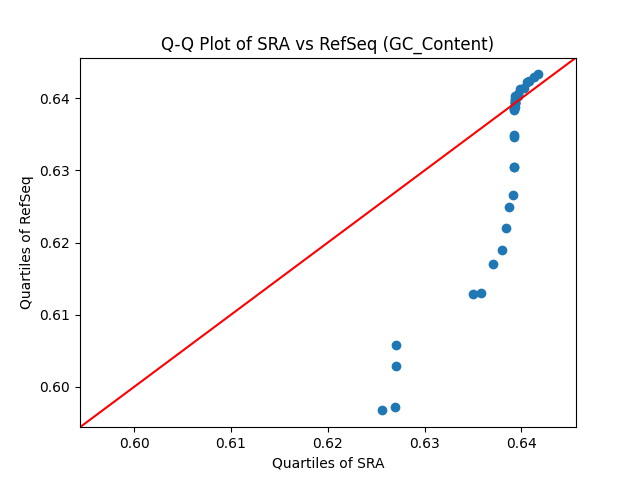 Q-Q Plot of SRA vs RefSeq (GC_Content)
Quartiles of RefSeq
0.64
0.63
0.62
0.61
0.60
0.60 0.61 0.62 0.63 0.64
Quartiles of SRA